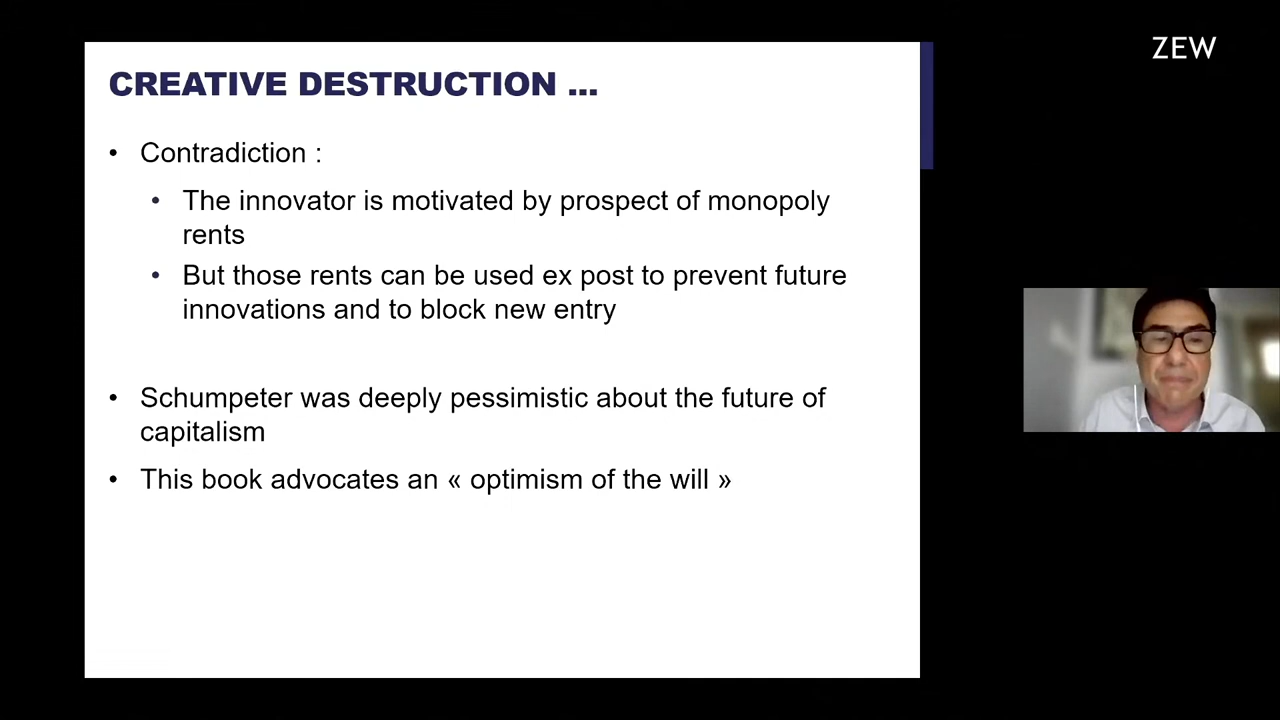 ZEW
CREATIVE DESTRUCTION ...
• Contradiction :
• The innovator is motivated by prospect of monopoly
rents
• But those rents can be used ex post to prevent future
innovations and to block new entry
• Schumpeter was deeply pessimistic about the future of
capitalism
• This book advocates an « optimism of the will »